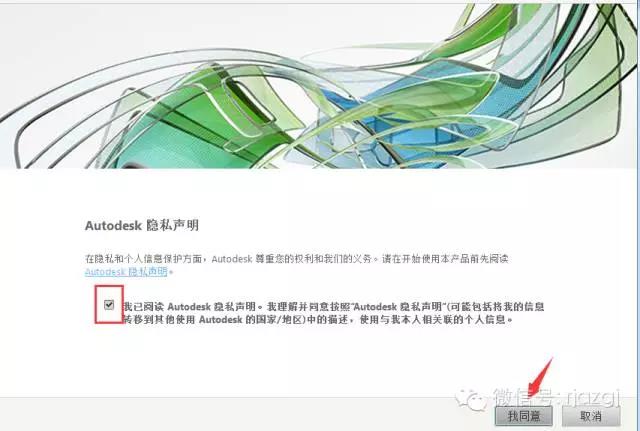 Autodesk 隐私声明
在隐私和个人信息保护方面，Autodesk 尊重您的权利和我们的义务。请在开始使用本产品前先阅读
Autodesk 隐私声明。
我已阅读 Autodesk 隐私声明。我理解并同意按照“Autodesk 隐私声明”(可能包括将我的信息
转移到其他使用 Autodesk 的国家/地区)中的描述，使用与我本人相关联的个人信息。
微信号:rjazgj
我同意 取消